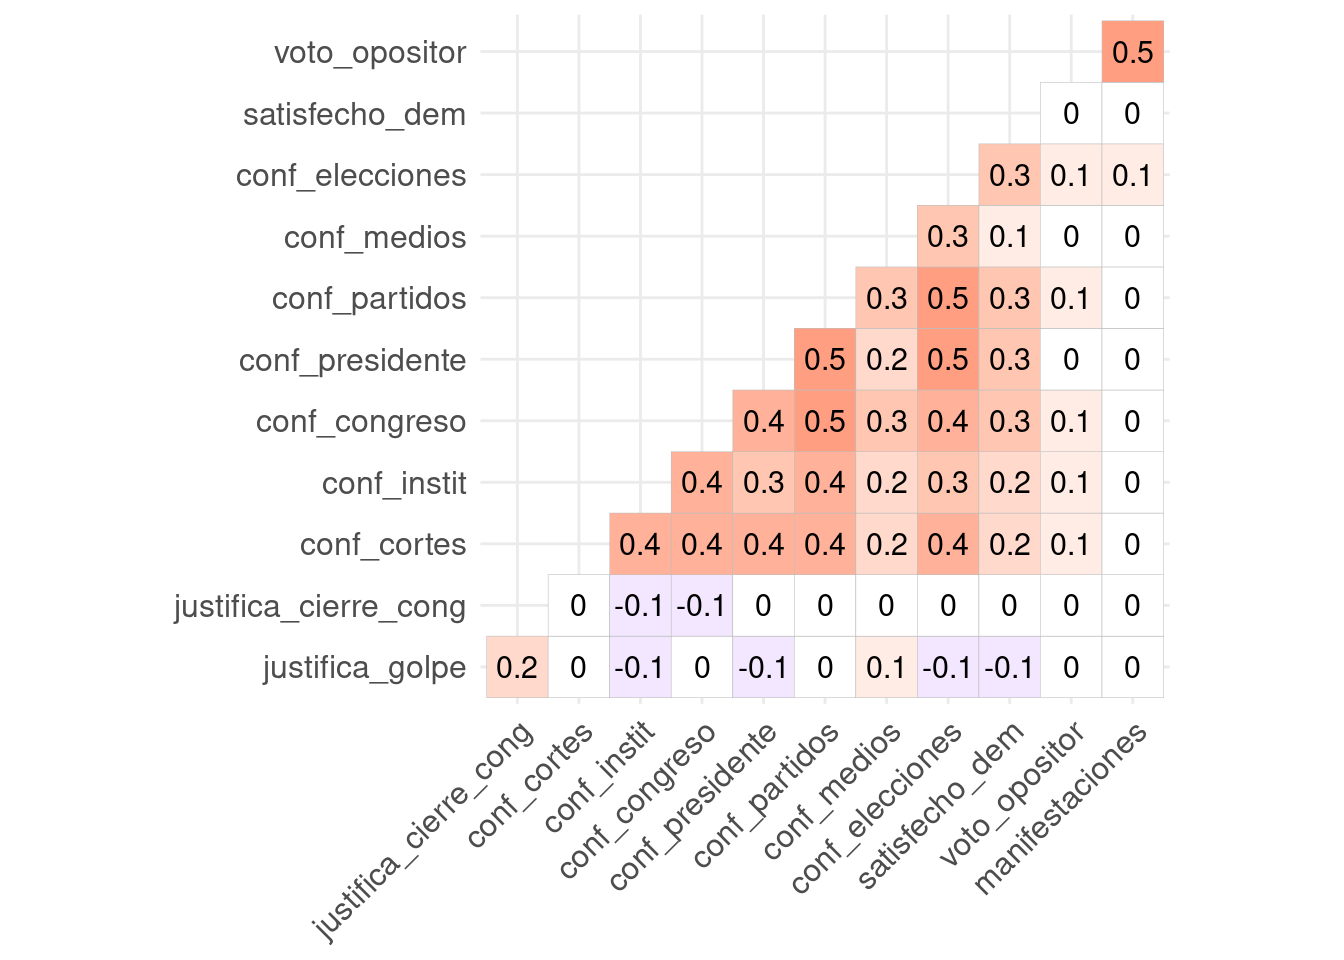 voto_opositor 0.5
satisfecho_dem 0 0
conf_elecciones 0.3 0.1 0.1
conf_medios 0.3 0.1 0 0
conf_partidos 0.3 0.5 0.3 0.1 0
conf_presidente 0.5 0.2 0.5 0.3 0 0
conf_congreso 0.4 0.5 0.3 0.4 0.3 0.1 0
conf_instit 0.4 0.3 0.4 0.2 0.3 0.2 0.1 0
conf_cortes 0.4 0.4 0.4 0.4 0.2 0.4 0.2 0.1 0
justifica_cierre_cong 0 -0.1 -0.1 0 0 0 0 0 0 0
justifica_golpe 0.2 0 -0.1 0 -0.1 0 0.1 -0.1 -0.1 0 0
justifica_cierre_cong
conf_cortes
conf_instit
conf_congreso
conf_presidente
conf_partidos
conf_medios
conf_elecciones
satisfecho_dem
voto_opositor
manifestaciones